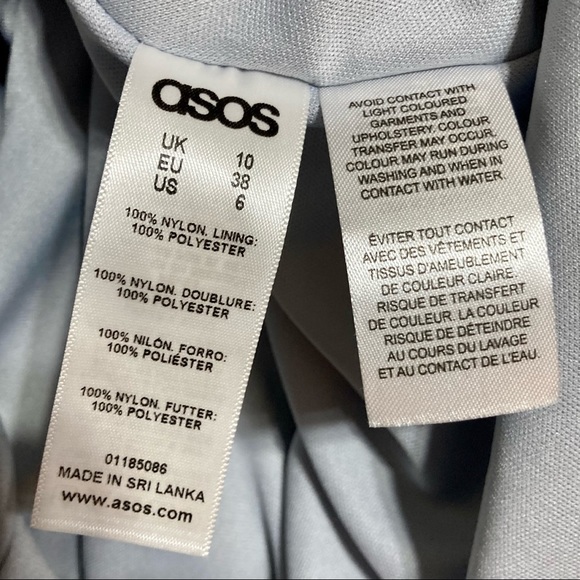 asos
UK 10
EU 38
US 6
100% NYLON. LINING:
100% POLYESTER
100% NYLON. DOUBLURE:
100% POLYESTER
100% NILÓN. FORRO:
100% POLIÉSTER
100% NYLON. FUTTER:
100% POLYESTER
01185086
MADE IN SRI LANKA
www.asos.com
AVOID CONTACT WITH
LIGHT COLOURED
GARMENTS AND
UPHOLSTERY. COLOUR
TRANSFER MAY OCCUR.
COLOUR MAY RUN DURING
WASHING AND WHEN IN
CONTACT WITH WATER.
ÉVITER TOUT CONTACT
AVEC DES VÊTEMENTS ET
TISSUS D'AMEUBLEMENT
DE COULEUR CLAIRE.
RISQUE DE TRANSFERT
DE COULEUR. LA COULEUR
RISQUE DE DÉTEINDRE
AU COURS DU LAVAGE
ET AU CONTACT DE L'EAU.